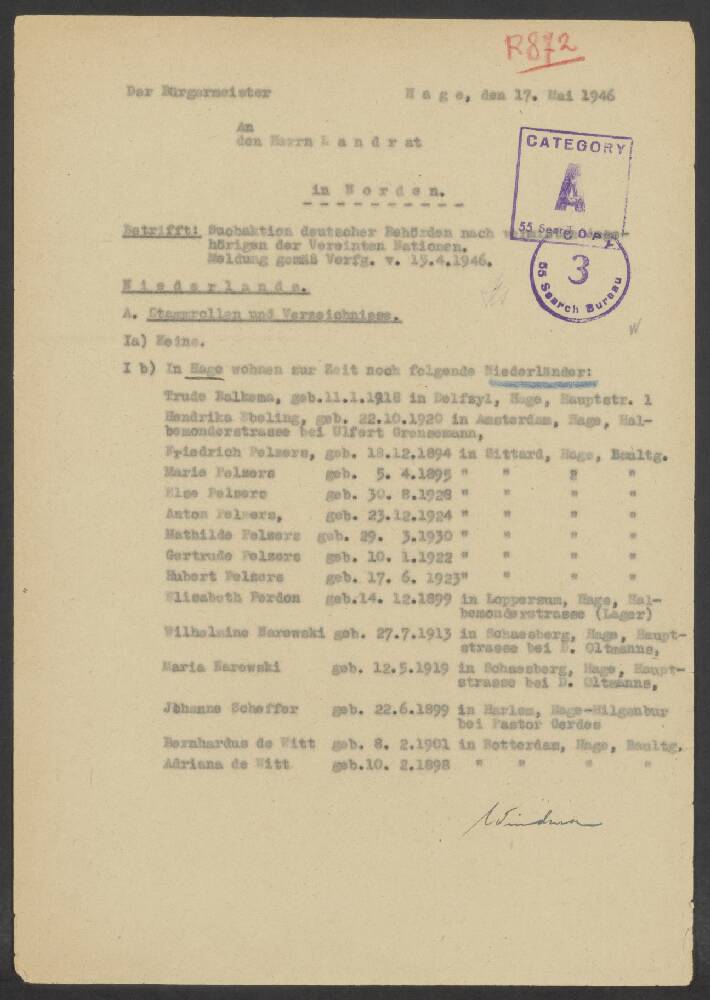 R872
Der Bürgermeister
Hage, den 17. Mai 1946
An
den Herrn Landrat
in Norden.
CATEGORY
A
55 Search
COPY
3
55 Search Bureau
Betrifft: Suchaktion deutscher Behörden nach
hörigen der Vereinten Nationen.
Meldung gemäß Verfg. v. 15.4.1946.
Niederlande.
A. Stammrollen und Verzeichnisse.
Ia) Keine.
I b) In Hage wohnen zur Zeit noch folgende Niederländer:
Trude Balkema, geb.11.1.1918 in Delfzyl, Hage, Hauptstr. 1
Hendrika Ebeling, geb. 22.10.1920 in Amsterdam, Hage, Hal-
bemonderstrasse bei Ulfert Grensemann,
Friedrich Pelzers, geb. 18.12.1894 in Sittard, Hage, Baultg.
Maria Pelzers geb. 5. 4.1895 " " " "
Else Pelzers geb. 30. 8.1928 " " " "
Anton Pelzers, geb. 23.12.1924 " " " "
Mathilde Pelzers geb. 29. 3.1930 " " " "
Gertrude Pelzers geb. 10. 1.1922 " " " "
Hubert Pelzers geb. 17. 6. 1923" " " "
Elisabeth Perdon geb.14. 12.1899 in Loppersum, Hage, Hal-
bemonderstrasse (Lager)
Wilhelmine Narewski geb. 27.7.1913 in Schaesberg, Hage, Haupt-
strasse bei D. Oltmanns,
Maria Narewski geb. 12.5.1919 in Schaesberg, Hage, Haupt-
strasse bei D. Oltmanns,
Johanne Scheffer geb. 22.6.1899 in Harlem, Hage-Hilgenbur
bei Pastor Gerdes
Bernhardus de Witt geb. 8. 2.1901 in Rotterdam, Hage, Baultg.
Adriana de Witt geb.10. 2.1898 " " " "